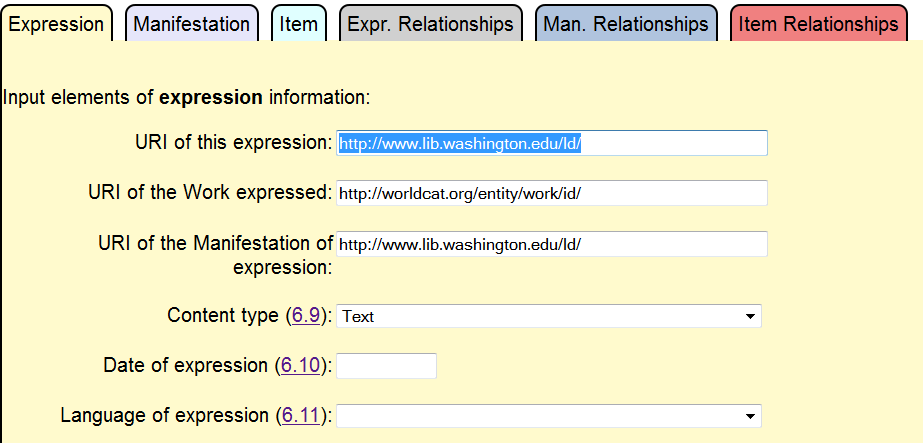 Expression Manifestation Item Expr. Relationships Man. Relationships Item Relationships
Input elements of expression information:
URI of this expression: http://www.lib.washington.edu/ld/
URI of the Work expressed: http://worldcat.org/entity/work/id/
URI of the Manifestation of http://www.lib.washington.edu/ld/
expression:
Content type (6.9): Text
Date of expression (6.10):
Language of expression (6.11):